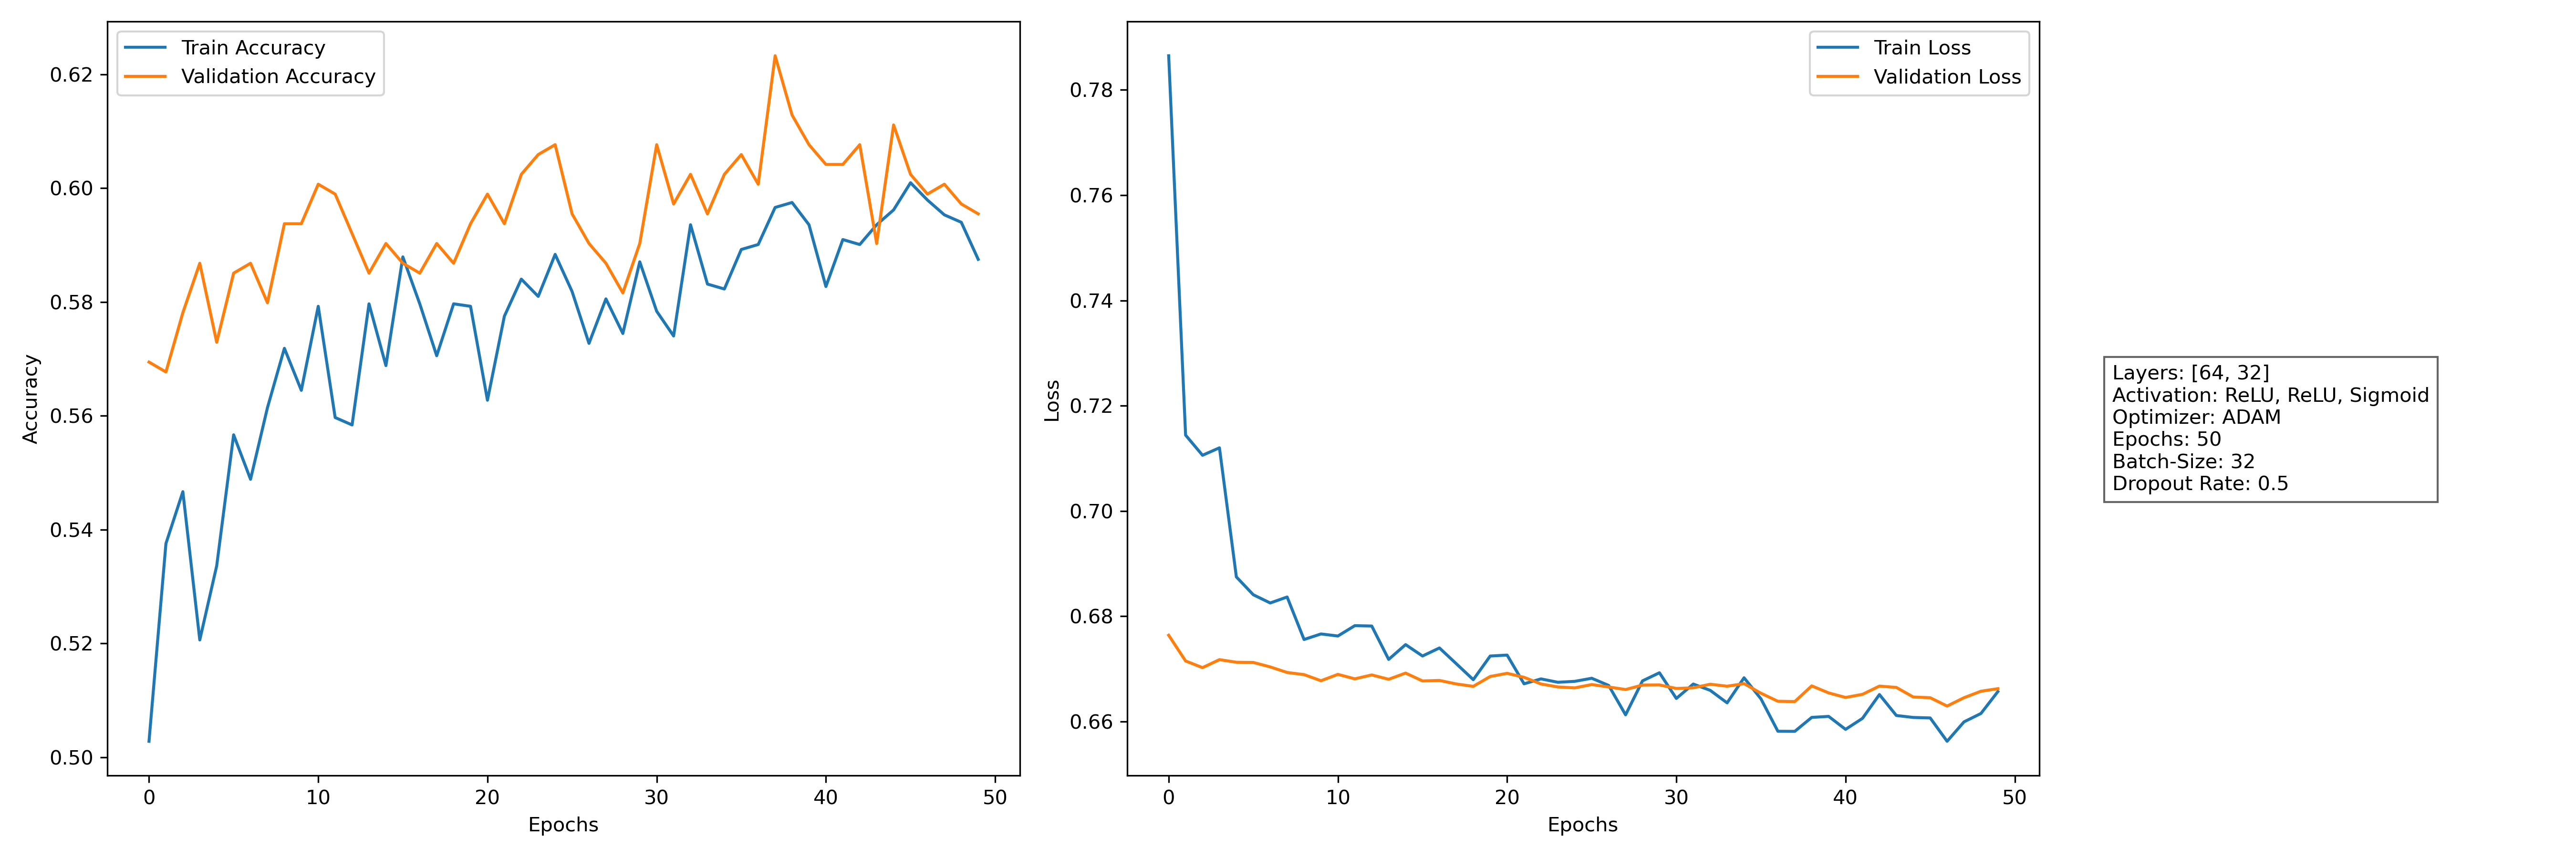 Train Accuracy
Validation Accuracy
0.62
0.60
0.58
0.56
0.54
0.52
0.50
Accuracy
0 10 20 30 40 50
Epochs
Train Loss
Validation Loss
0.78
0.76
0.74
0.72
0.70
0.68
0.66
Loss
0 10 20 30 40 50
Epochs
Layers: [64, 32]
Activation: ReLU, ReLU, Sigmoid
Optimizer: ADAM
Epochs: 50
Batch-Size: 32
Dropout Rate: 0.5